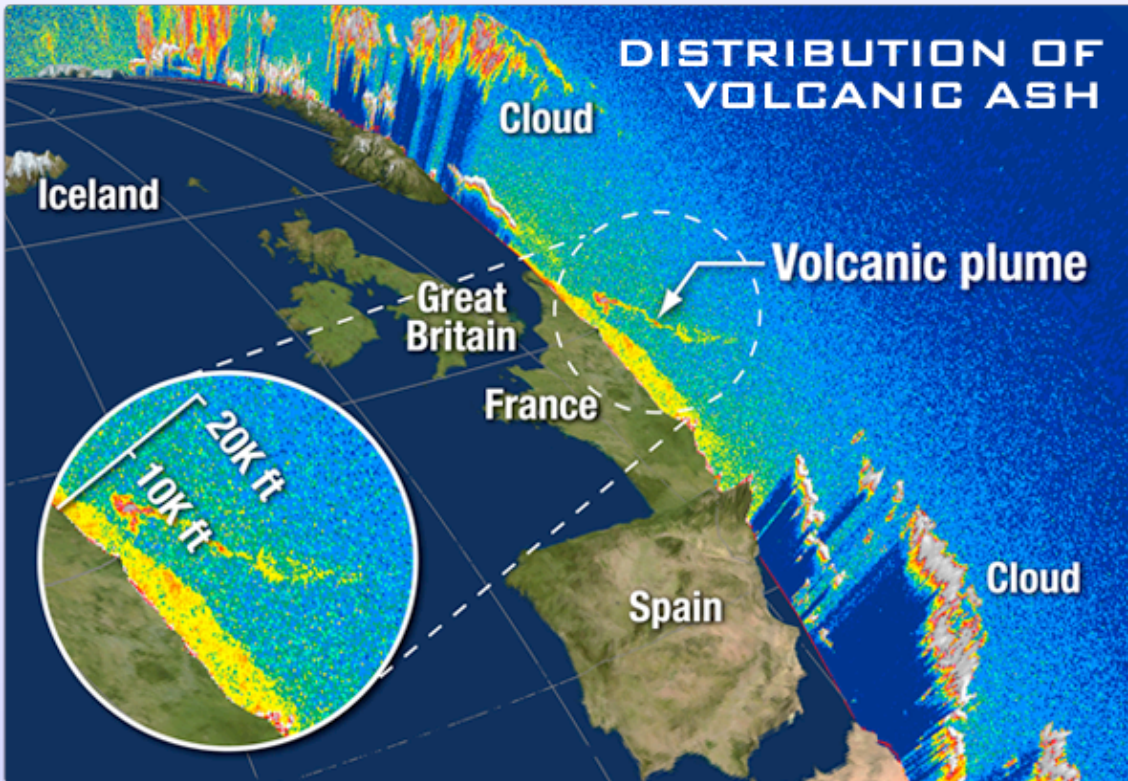 DISTRIBUTION OF
VOLCANIC ASH
Cloud
Iceland
Volcanic plume
Great
Britain
France
20K ft
10K ft
Spain
Cloud